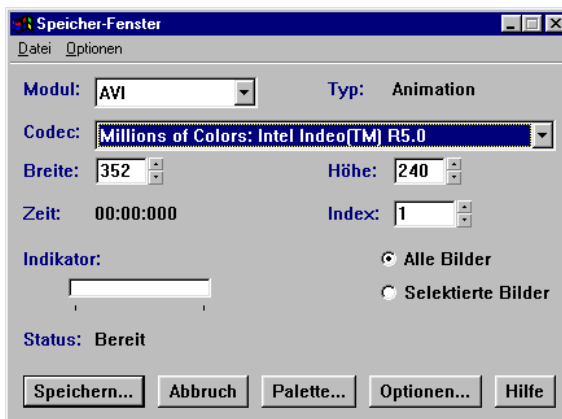 Speicher-Fenster
Datei Optionen
Modul: AVI Typ: Animation
Codec: Millions of Colors: Intel Indeo(TM) R5.0
Breite: 352 Höhe: 240
Zeit: 00:00:000 Index: 1
Indikator: Alle Bilder
Selektierte Bilder
Status: Bereit
Speichern... Abbruch Palette... Optionen... Hilfe